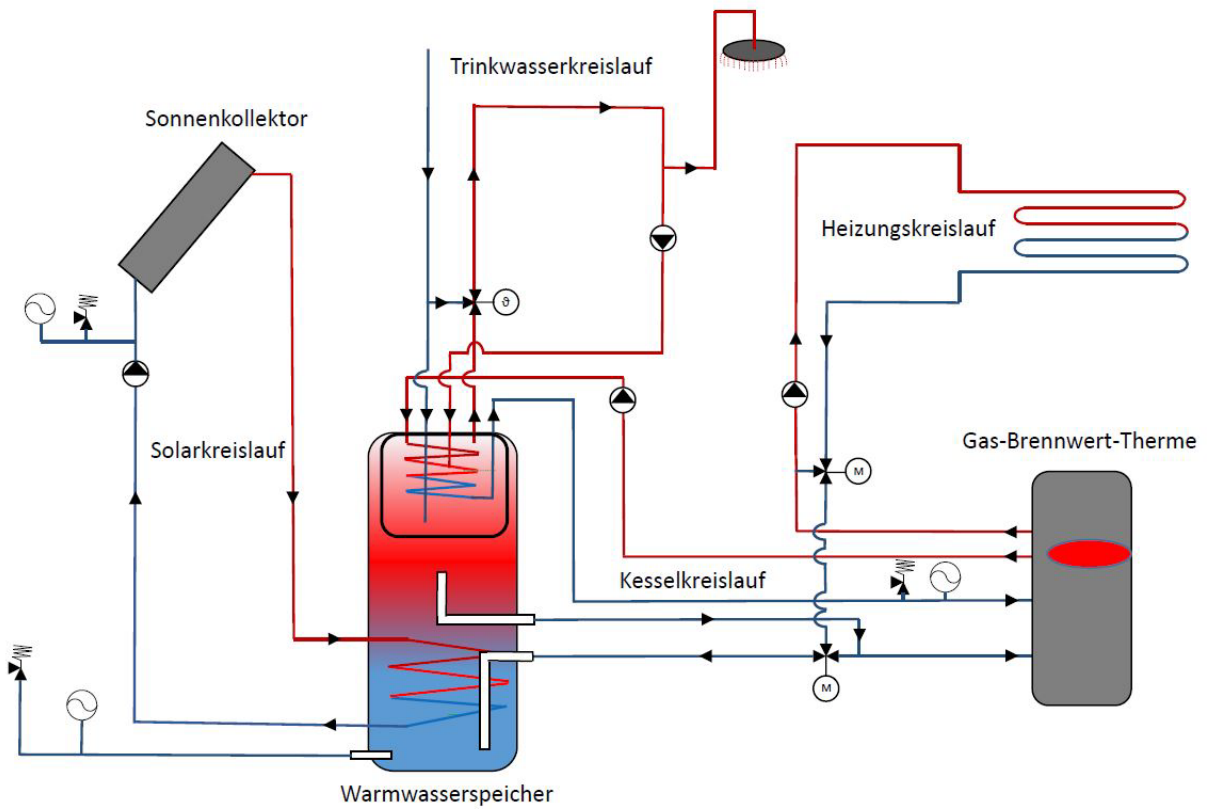 Trinkwasserkreislauf
Sonnenkollektor
Heizungskreislauf
ϑ
Solarkreislauf
Gas-Brennwert-Therme
M
Kesselkreislauf
M
Warmwasserspeicher